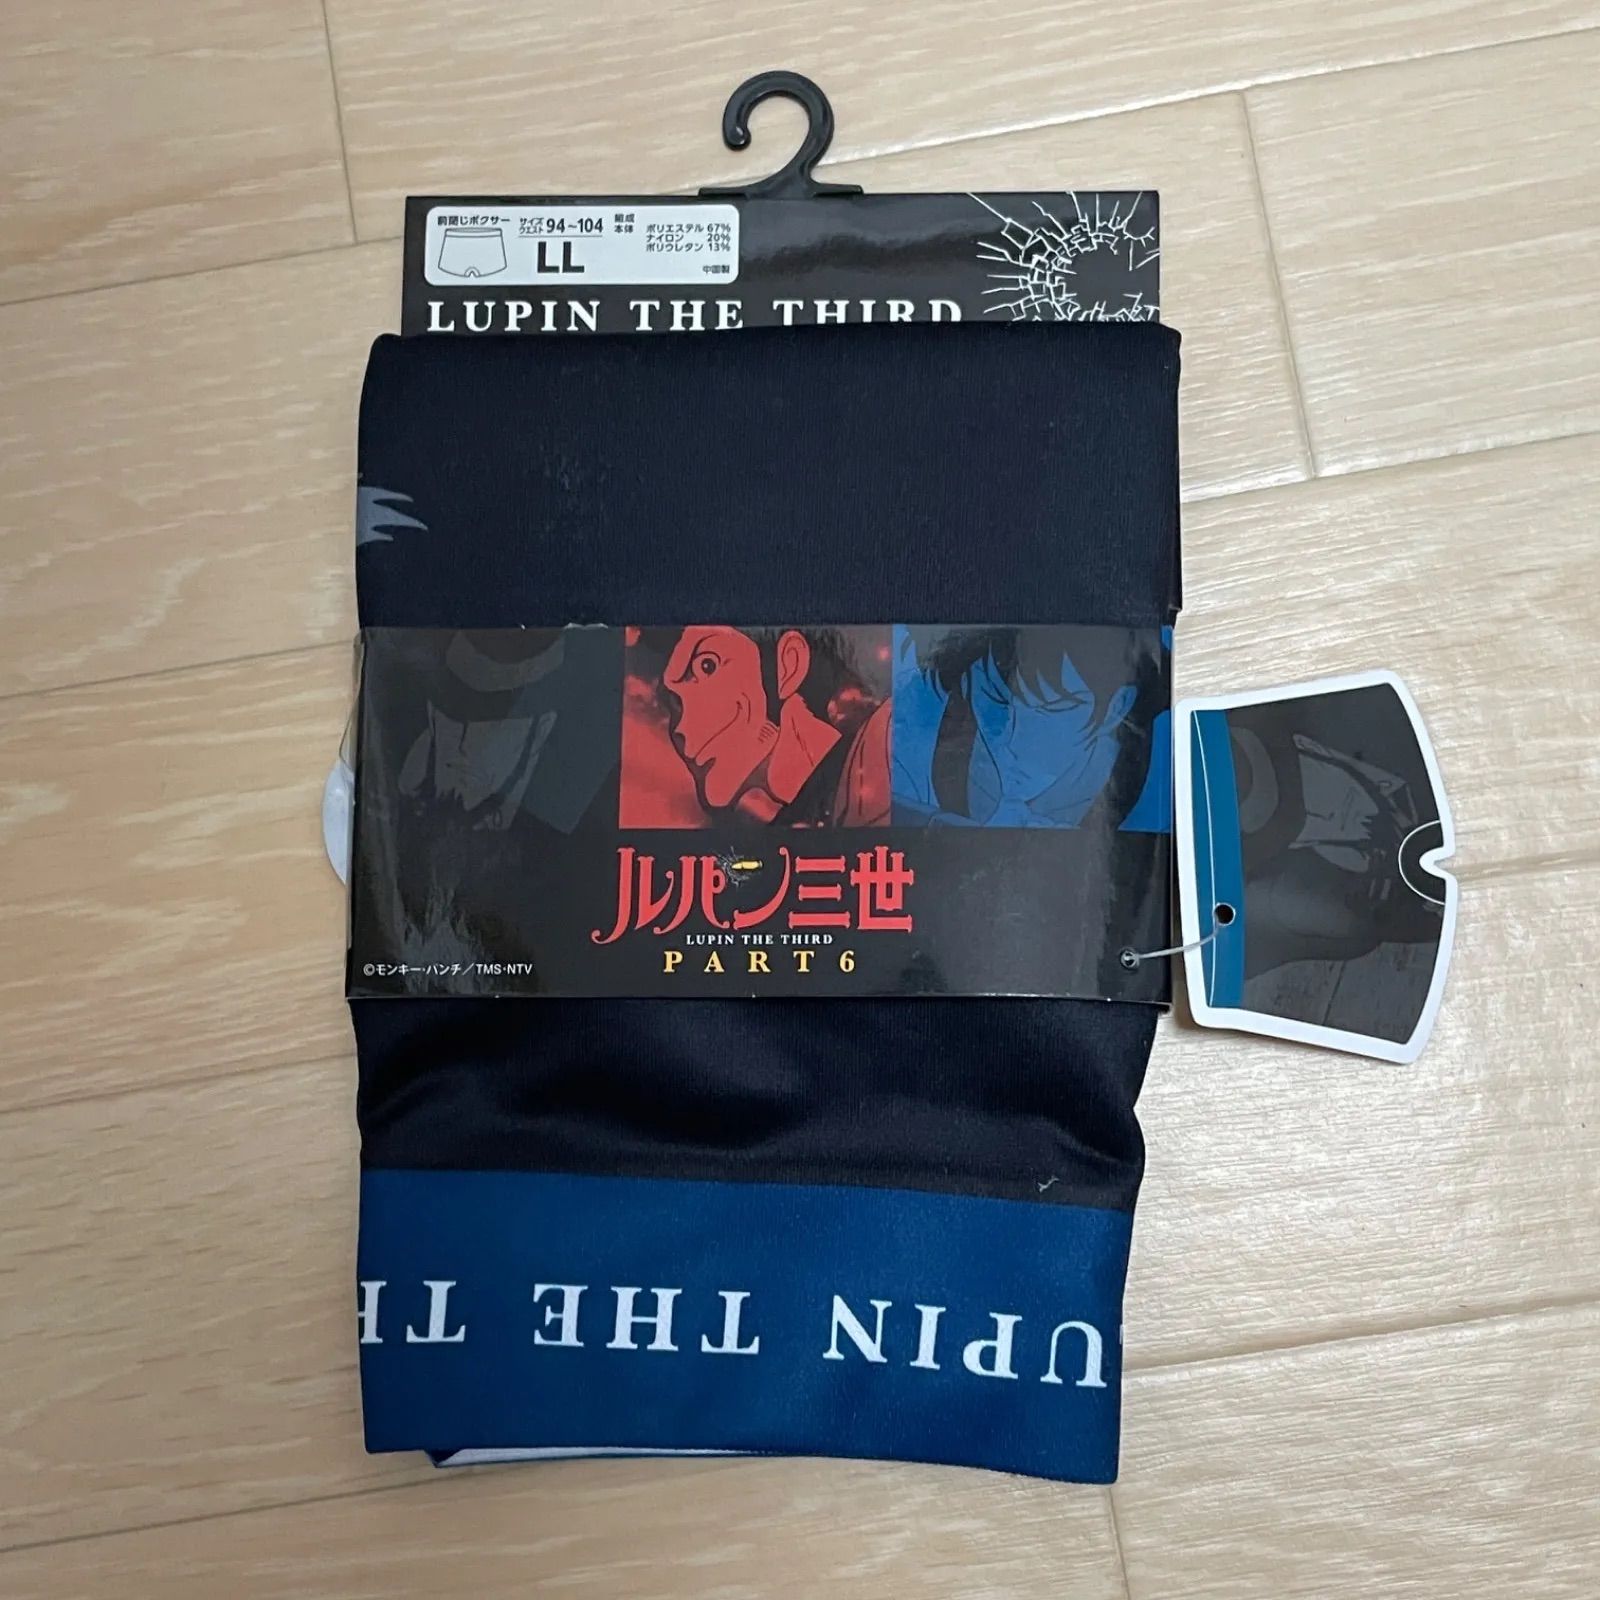 前閉じボクサー
サイズ
ウエスト 94~104
LL
組成
本体
ポリエステル 67%
ナイロン 20%
ポリウレタン 13%
中国製
LUPIN THE THIRD
ルパン三世
LUPIN THE THIRD
PART 6
©モンキー・パンチ/TMS・NTV
LUPIN THE TH